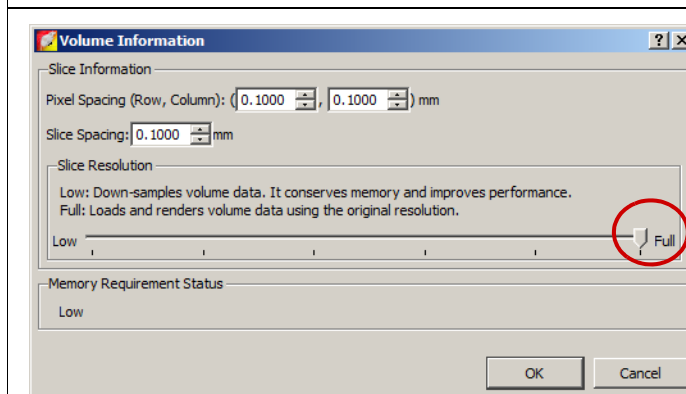 Volume Information
Slice Information
Pixel Spacing (Row, Column): ( 0.1000 , 0.1000 ) mm
Slice Spacing: 0.1000 mm
Slice Resolution
Low: Down-samples volume data. It conserves memory and improves performance.
Full: Loads and renders volume data using the original resolution.
Low Full
Memory Requirement Status
Low
OK Cancel